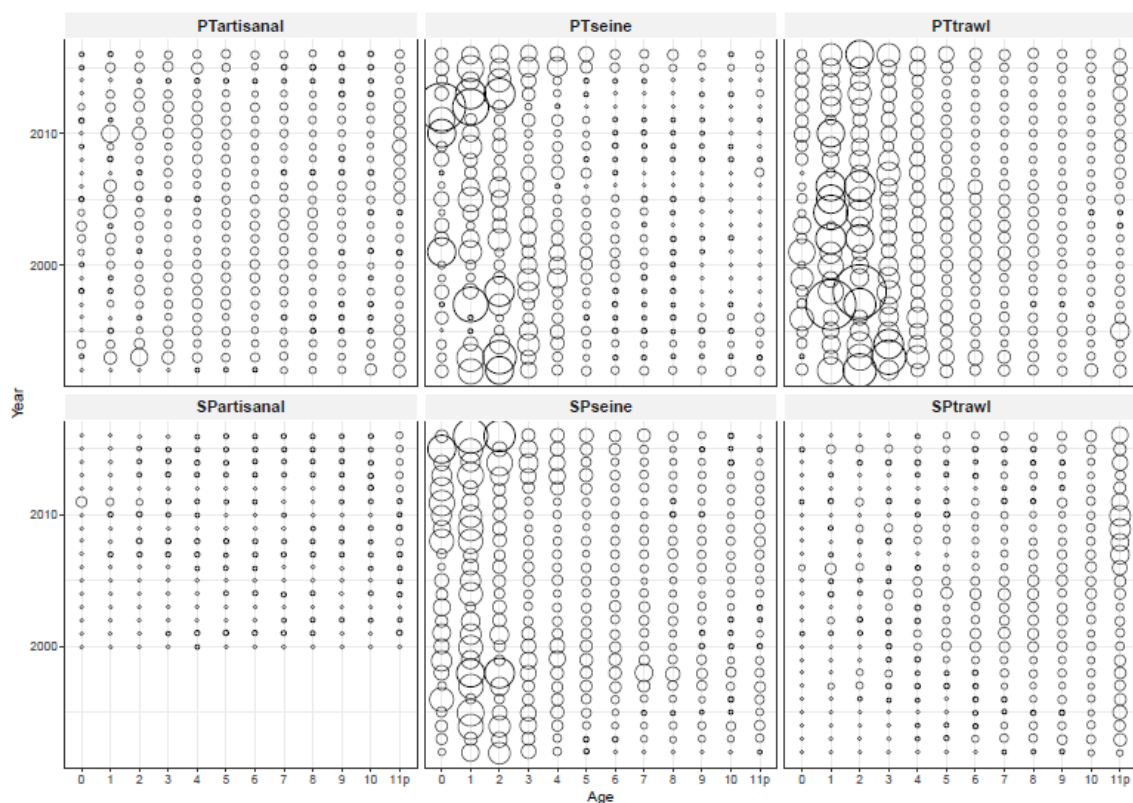 PTartisanal PTseine PTtrawl
2010
2000
SPartisanal SPseine SPtrawl
2010
2000
Year
0 1 2 3 4 5 6 7 8 9 10 11p 0 1 2 3 4 5 6 7 8 9 10 11p 0 1 2 3 4 5 6 7 8 9 10 11p
Age